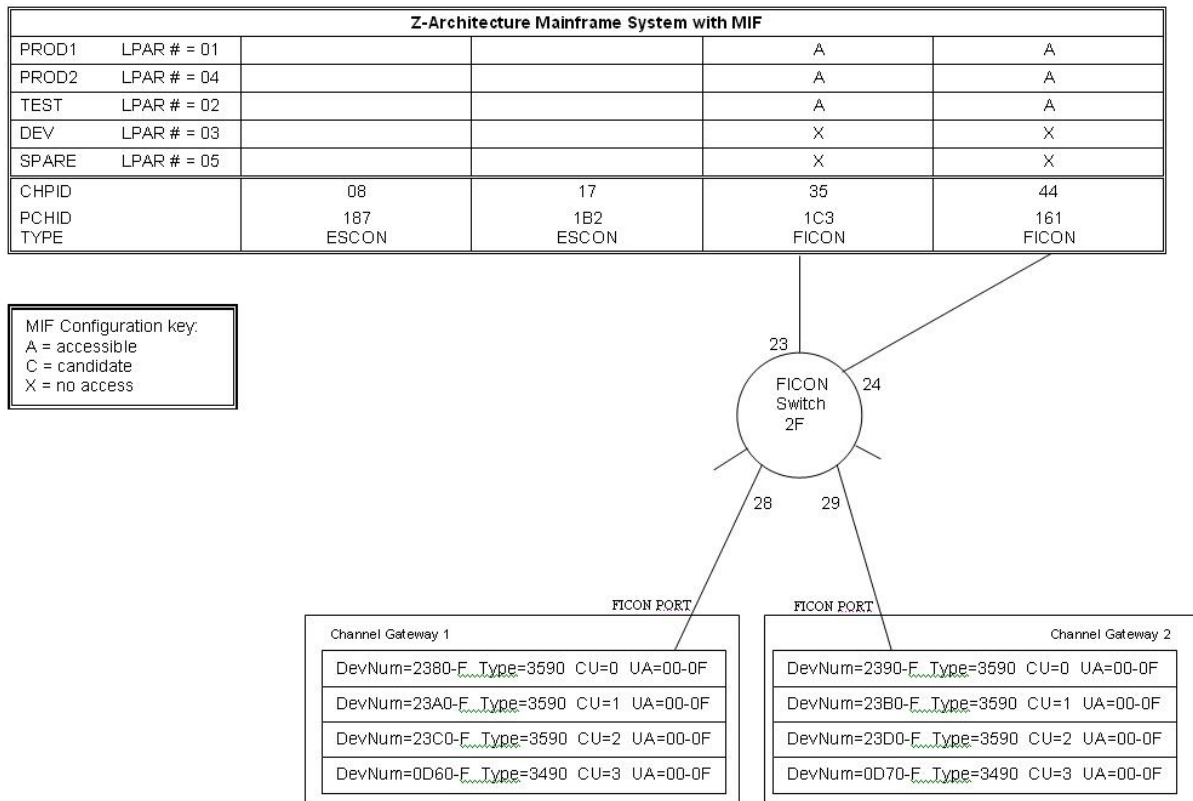 Z-Architecture Mainframe System with MIF
PROD1 LPAR # = 01 A A
PROD2 LPAR # = 04 A A
TEST LPAR # = 02 A A
DEV LPAR # = 03 X X
SPARE LPAR # = 05 X X
CHPID 08 17 35 44
PCHID 187 1B2 1C3 161
TYPE ESCON ESCON FICON FICON
MIF Configuration key:
A = accessible
C = candidate
X = no access
23
24
FICON
Switch
2F
28 29
FICON PORT FICON PORT
Channel Gateway 1
DevNum=2380-F Type=3590 CU=0 UA=00-0F
DevNum=23A0-F Type=3590 CU=1 UA=00-0F
DevNum=23C0-F Type=3590 CU=2 UA=00-0F
DevNum=0D60-F Type=3490 CU=3 UA=00-0F
Channel Gateway 2
DevNum=2390-F Type=3590 CU=0 UA=00-0F
DevNum=23B0-F Type=3590 CU=1 UA=00-0F
DevNum=23D0-F Type=3590 CU=2 UA=00-0F
DevNum=0D70-F Type=3490 CU=3 UA=00-0F